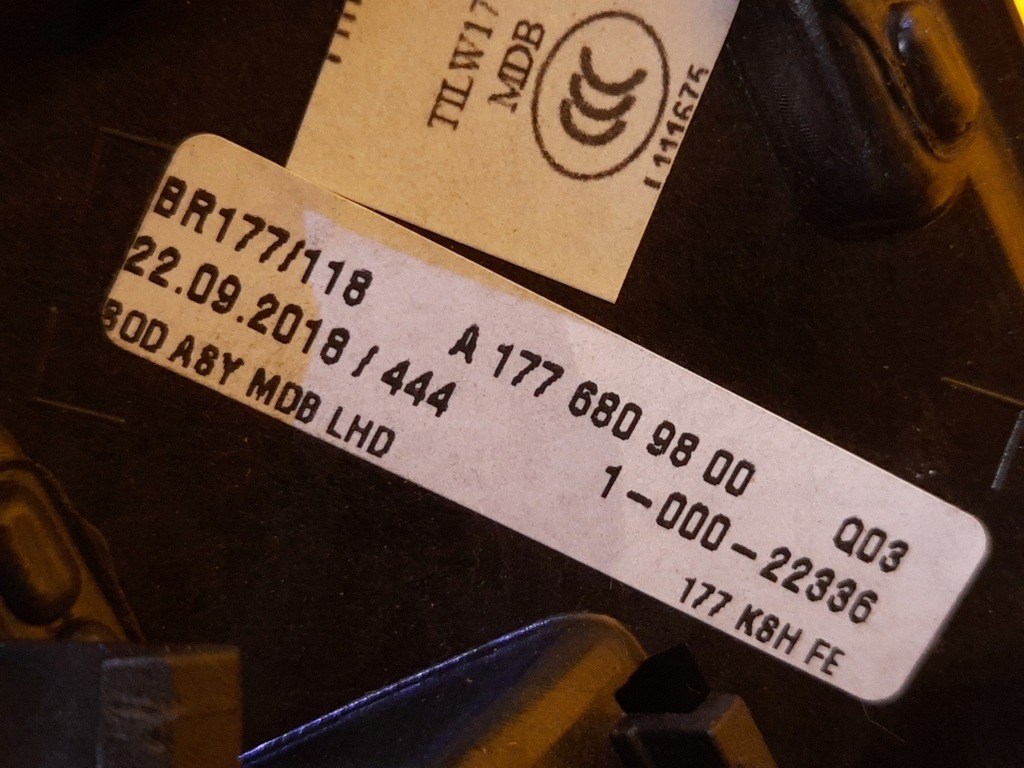 TILW17
MDB
CCC
L111675
BR177/118
A 177 680 98 00
Q03
22.09.2018 / 444
1-000-22336
BOD ASY MDB LHD
177 KSH FE